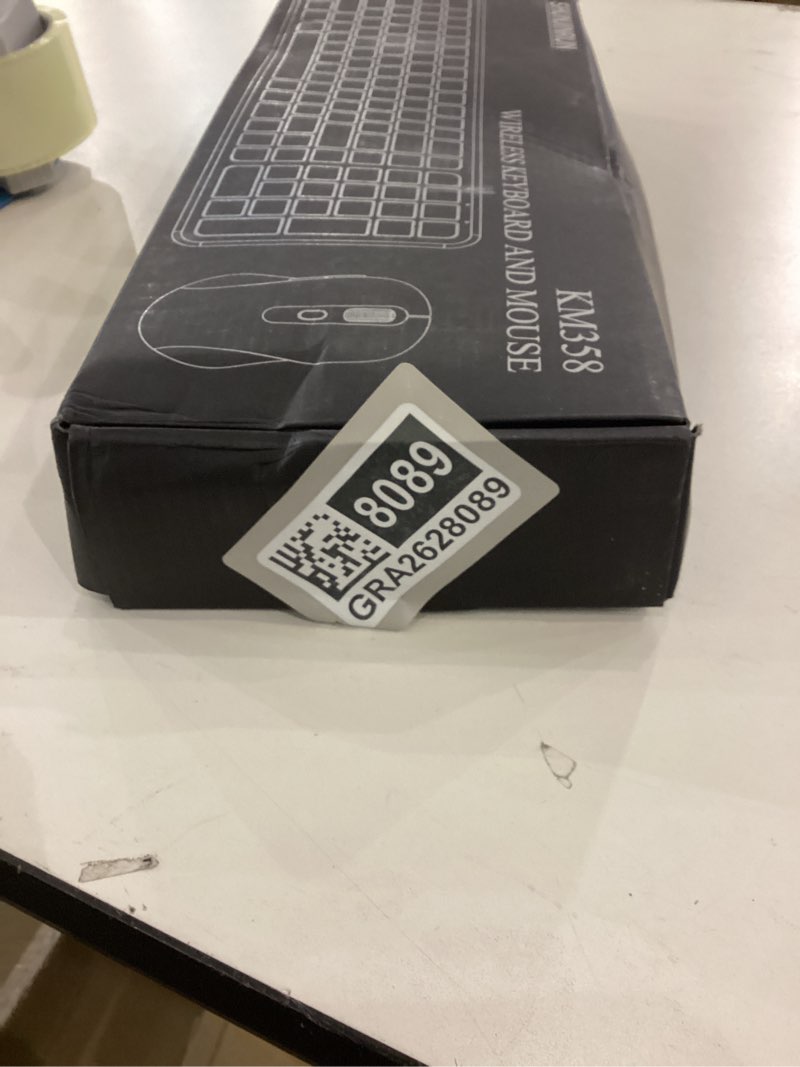 KM358
WIRELESS KEYBOARD AND MOUSE
8089
GRA2628089